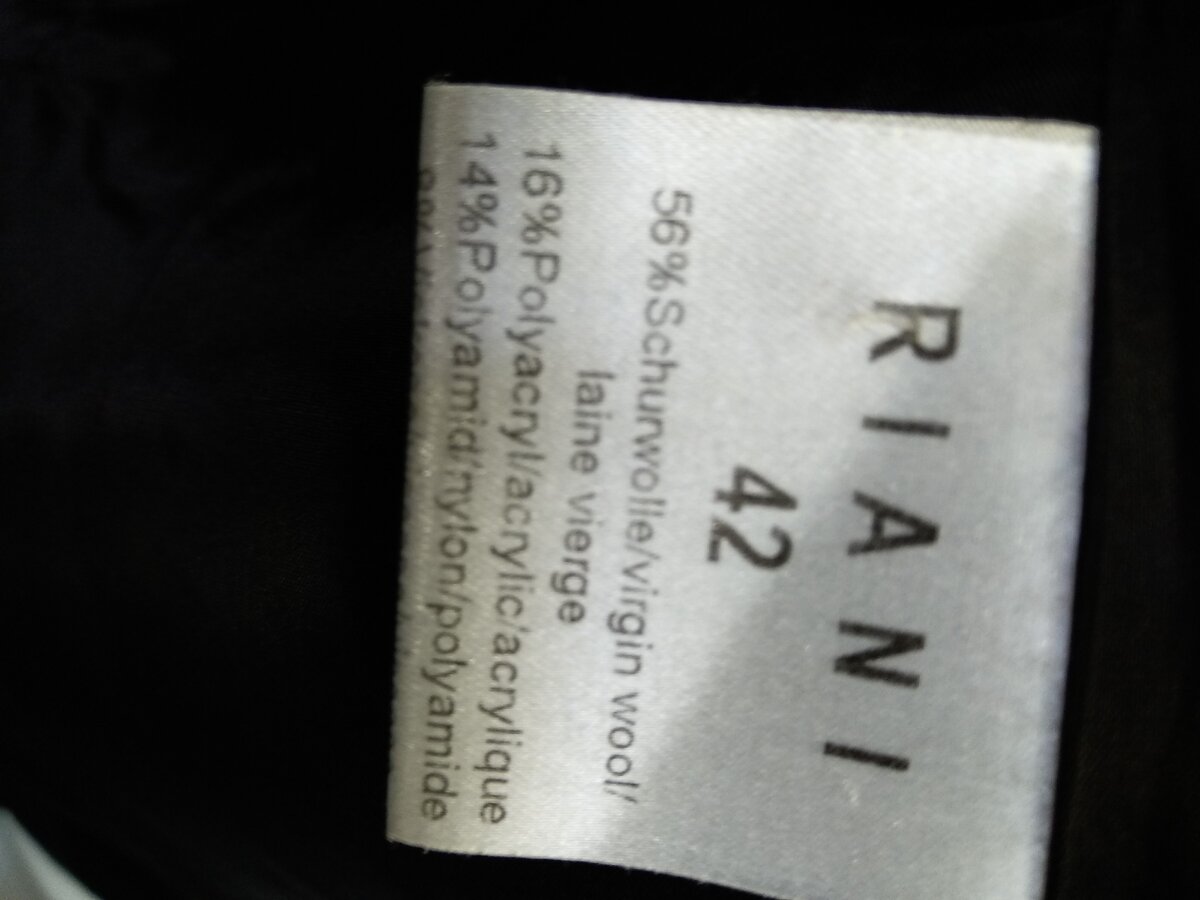 RIANI
42
56%Schurwolle/virgin wool/
laine vierge
16%Polyacryl/acrylic/acrylique
14%Polyamid/nylon/polyamide